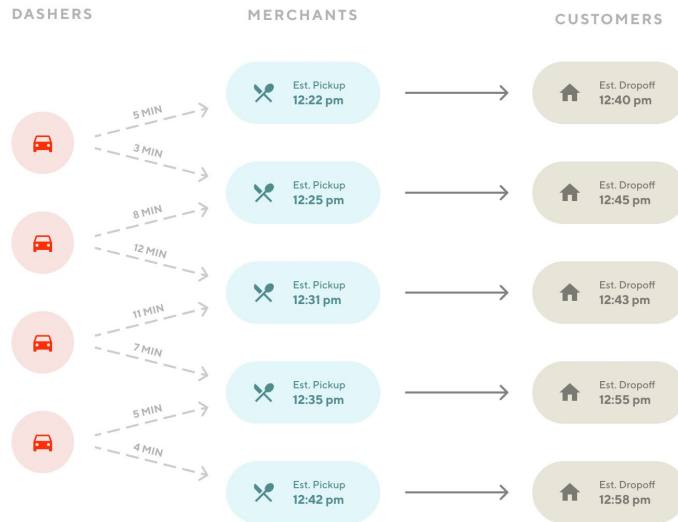 DASHERS
MERCHANTS
CUSTOMERS
5 MIN
3 MIN
8 MIN
12 MIN
11 MIN
7 MIN
5 MIN
4 MIN
Est. Pickup
12:22 pm
Est. Pickup
12:25 pm
Est. Pickup
12:31 pm
Est. Pickup
12:35 pm
Est. Pickup
12:42 pm
Est. Dropoff
12:40 pm
Est. Dropoff
12:45 pm
Est. Dropoff
12:43 pm
Est. Dropoff
12:55 pm
Est. Dropoff
12:58 pm